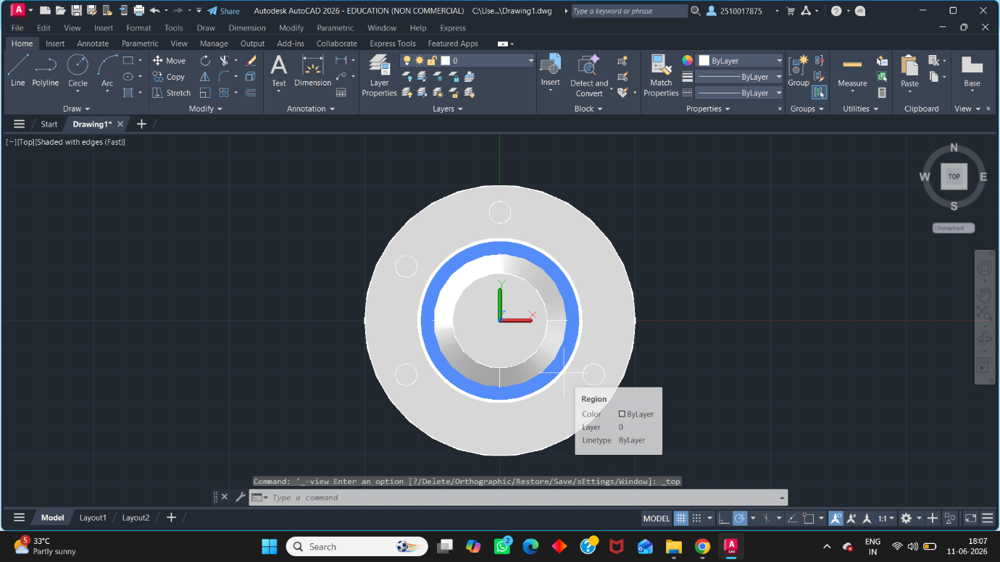 Share Autodesk AutoCAD 2026 - EDUCATION (NON COMMERCIAL) C:\Use...\Drawing1.dwg Type a keyword or phrase 2510017875
File Edit View Insert Format Tools Draw Dimension Modify Parametric Window Help Express
Home Insert Annotate Parametric View Manage Output Add-ins Collaborate Express Tools Featured Apps
Line Polyline Circle Arc
Move
Copy
Stretch
Text Dimension
Layer Properties
0
Insert
Detect and Convert
Match Properties
ByLayer
ByLayer
ByLayer
Group
Measure
Paste
Base
Draw Modify Annotation Layers Block Properties Groups Utilities Clipboard View
Start Drawing1*
[−][Top][Shaded with edges (Fast)]
N
W TOP E
S
Unnamed
Y
X
Region
Color ByLayer
Layer 0
Linetype ByLayer
Command: '_-view Enter an option [?/Delete/Orthographic/Restore/Save/sEttings/Window]: _top
Type a command
Model Layout1 Layout2
MODEL 1:1
5 33°C
Partly sunny
Search
2
ENG
IN
18:07
11-06-2026